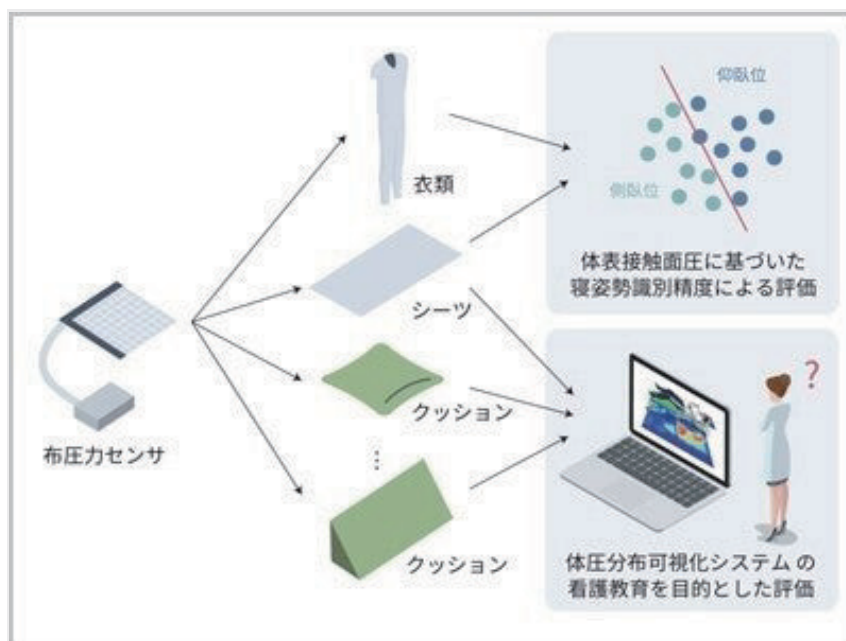 仰臥位
側臥位
衣類
体表接触面圧に基づいた
寝姿勢識別精度による評価
シーツ
布圧力センサ
クッション
⋮
クッション
?
体圧分布可視化システム の
看護教育を目的とした評価